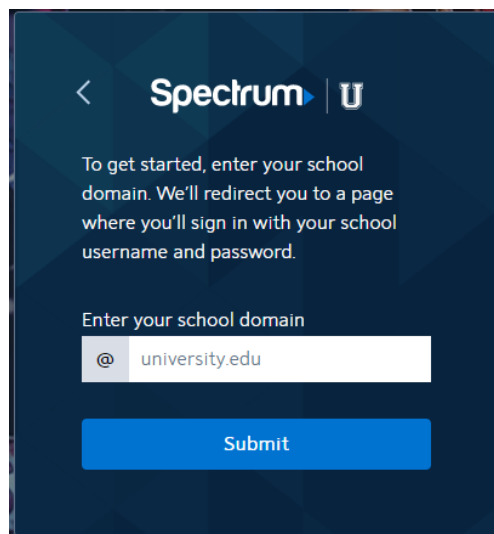 Spectrum U
To get started, enter your school
domain. We'll redirect you to a page
where you'll sign in with your school
username and password.
Enter your school domain
@ university.edu
Submit